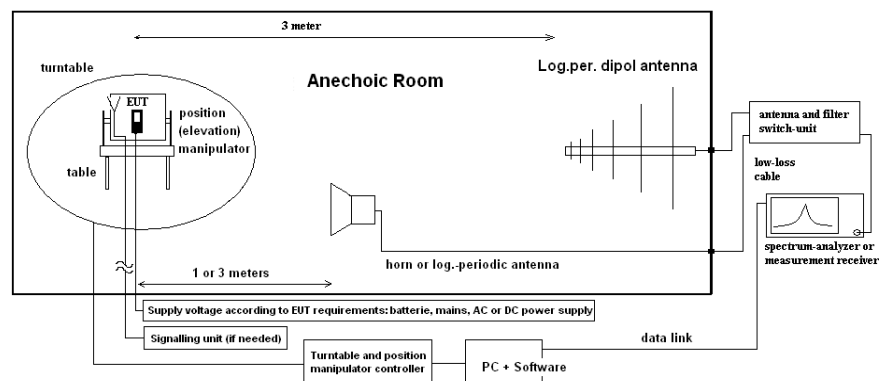 3 meter
turntable
Anechoic Room
Log.per. dipol antenna
EUT
position
(elevation)
manipulator
table
antenna and filter
switch-unit
low-loss
cable
spectrum-analyzer or
measurement receiver
horn or log.-periodic antenna
1 or 3 meters
Supply voltage according to EUT requirements: batterie, mains, AC or DC power supply
Signalling unit (if needed)
data link
Turntable and position
manipulator controller
PC + Software